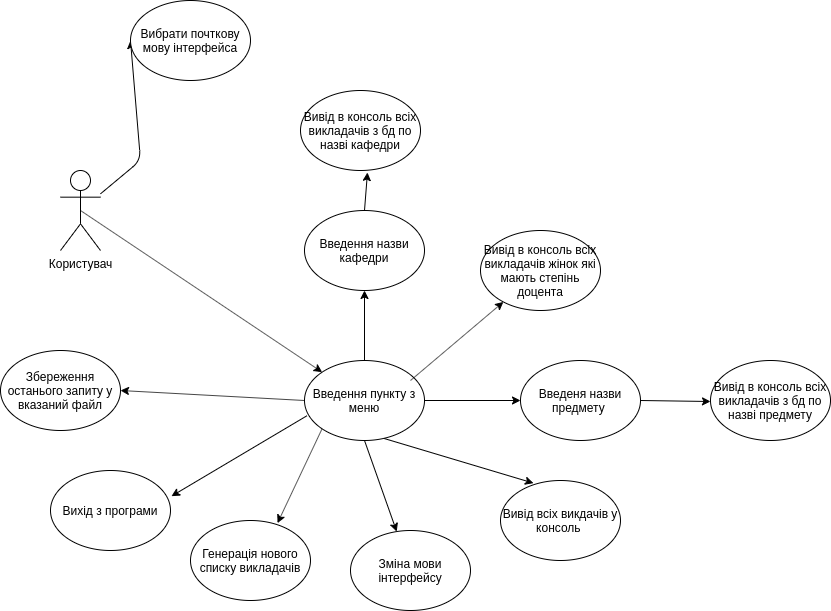 Вибрати почткову
мову інтерфейса
Вивід в консоль всіх
викладачів з бд по
назві кафедри
Користувач
Введення назви
кафедри
Вивід в консоль всіх
викладачів жінок які
мають степінь
доцента
Збереження
останього запиту у
вказаний файл
Введення пункту з
меню
Введеня назви
предмету
Вивід в консоль всіх
викладачів з бд по
назві предмету
Вихід з програми
Вивід всіх викдачів у
консоль
Генерація нового
списку викладачів
Зміна мови
інтерфейсу